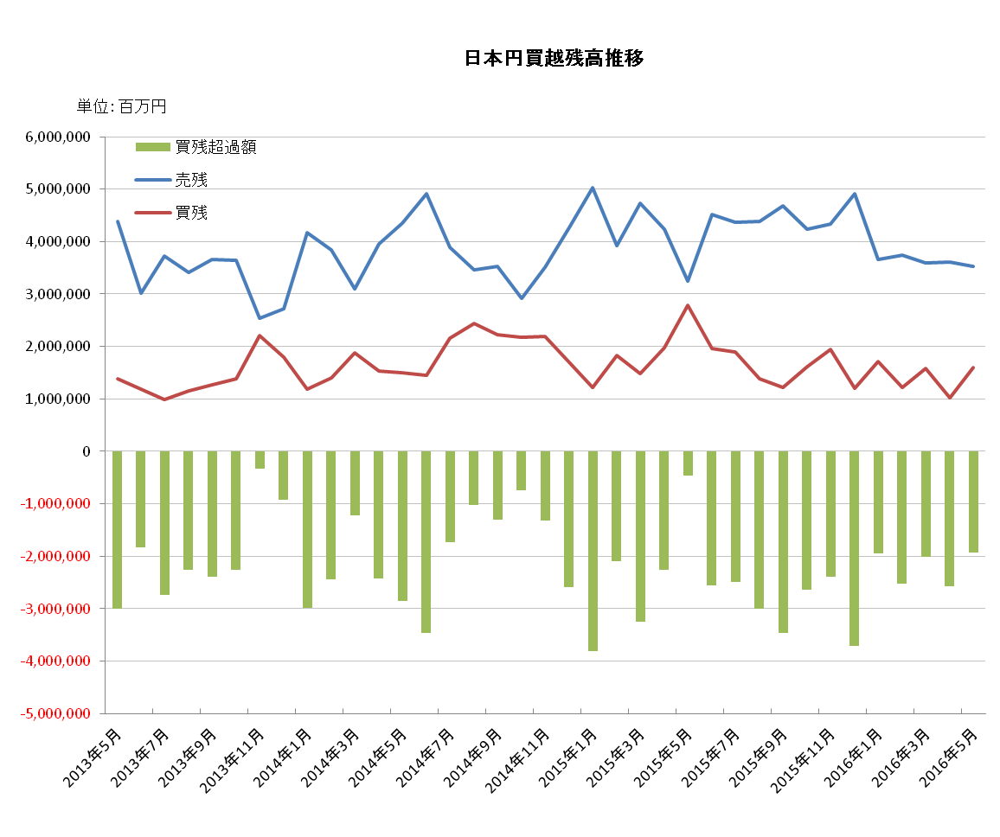 日本円買越残高推移
単位：百万円
6,000,000
5,000,000
4,000,000
3,000,000
2,000,000
1,000,000
0
-1,000,000
-2,000,000
-3,000,000
-4,000,000
-5,000,000
買残超過額
売残
買残
2013年5月
2013年7月
2013年9月
2013年11月
2014年1月
2014年3月
2014年5月
2014年7月
2014年9月
2014年11月
2015年1月
2015年3月
2015年5月
2015年7月
2015年9月
2015年11月
2016年1月
2016年3月
2016年5月